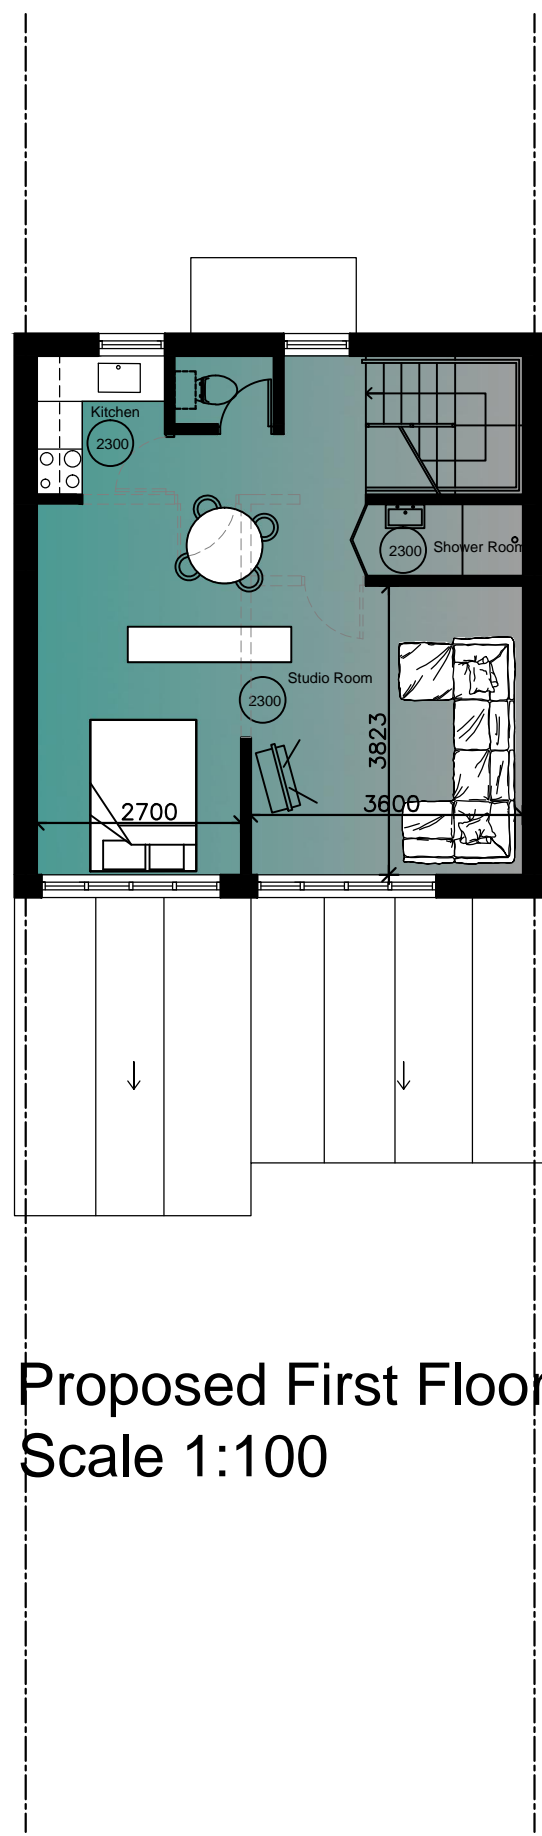 Kitchen
2300
2300
Shower Room
Studio Room
2300
3823
3600
2700
Proposed First Floor
Scale 1:100